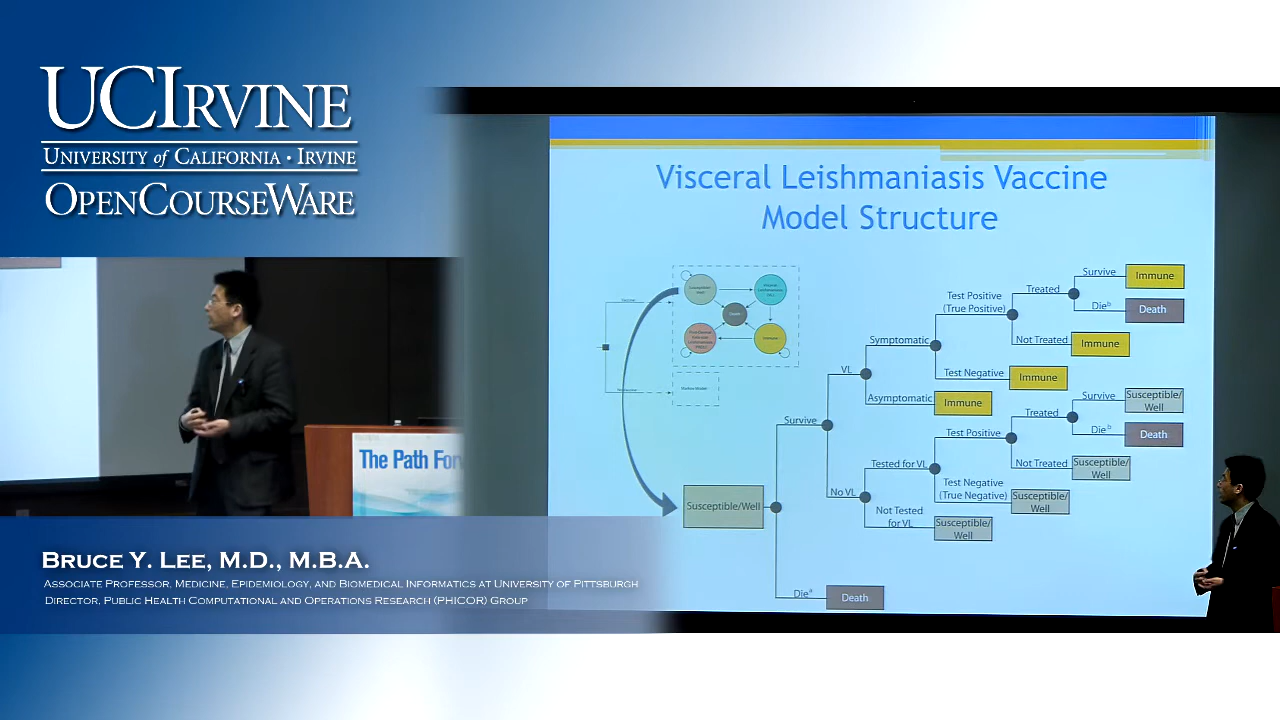 UCIRVINE
UNIVERSITY of CALIFORNIA · IRVINE
OPENCOURSEWARE
The Path For
BRUCE Y. LEE, M.D., M.B.A.
ASSOCIATE PROFESSOR, MEDICINE, EPIDEMIOLOGY, AND BIOMEDICAL INFORMATICS AT UNIVERSITY OF PITTSBURGH
DIRECTOR, PUBLIC HEALTH COMPUTATIONAL AND OPERATIONS RESEARCH (PHICOR) GROUP
Visceral Leishmaniasis Vaccine
Model Structure
Markov Model
Susceptible/Well
Survive
Die a
Death
VL
No VL
Symptomatic
Asymptomatic
Immune
Test Positive
(True Positive)
Test Negative
Immune
Treated
Not Treated
Immune
Survive
Immune
Die b
Death
Tested for VL
Not Tested
for VL
Susceptible/
Well
Test Positive
Test Negative
(True Negative)
Susceptible/
Well
Treated
Not Treated
Susceptible/
Well
Survive
Susceptible/
Well
Die b
Death